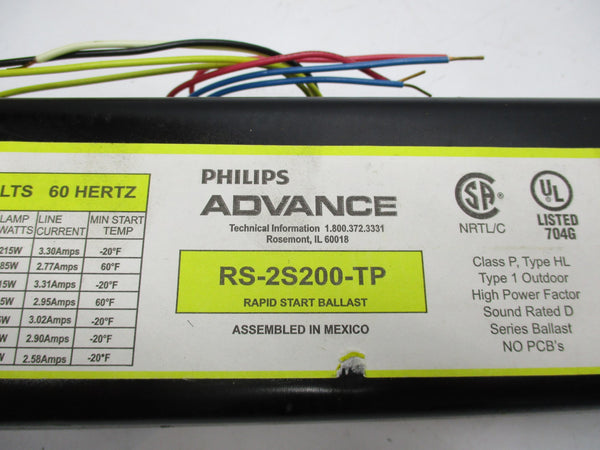 LTS 60 HERTZ
LAMP WATTS LINE CURRENT MIN START TEMP
215W 3.30Amps -20°F
85W 2.77Amps 60°F
15W 3.31Amps -20°F
5W 2.95Amps 60°F
5W 3.02Amps -20°F
W 2.90Amps -20°F
W 2.58Amps -20°F
PHILIPS
ADVANCE
Technical Information 1.800.372.3331
Rosemont, IL 60018
RS-2S200-TP
RAPID START BALLAST
ASSEMBLED IN MEXICO
SA
NRTL/C
UL
LISTED
704G
Class P, Type HL
Type 1 Outdoor
High Power Factor
Sound Rated D
Series Ballast
NO PCB's